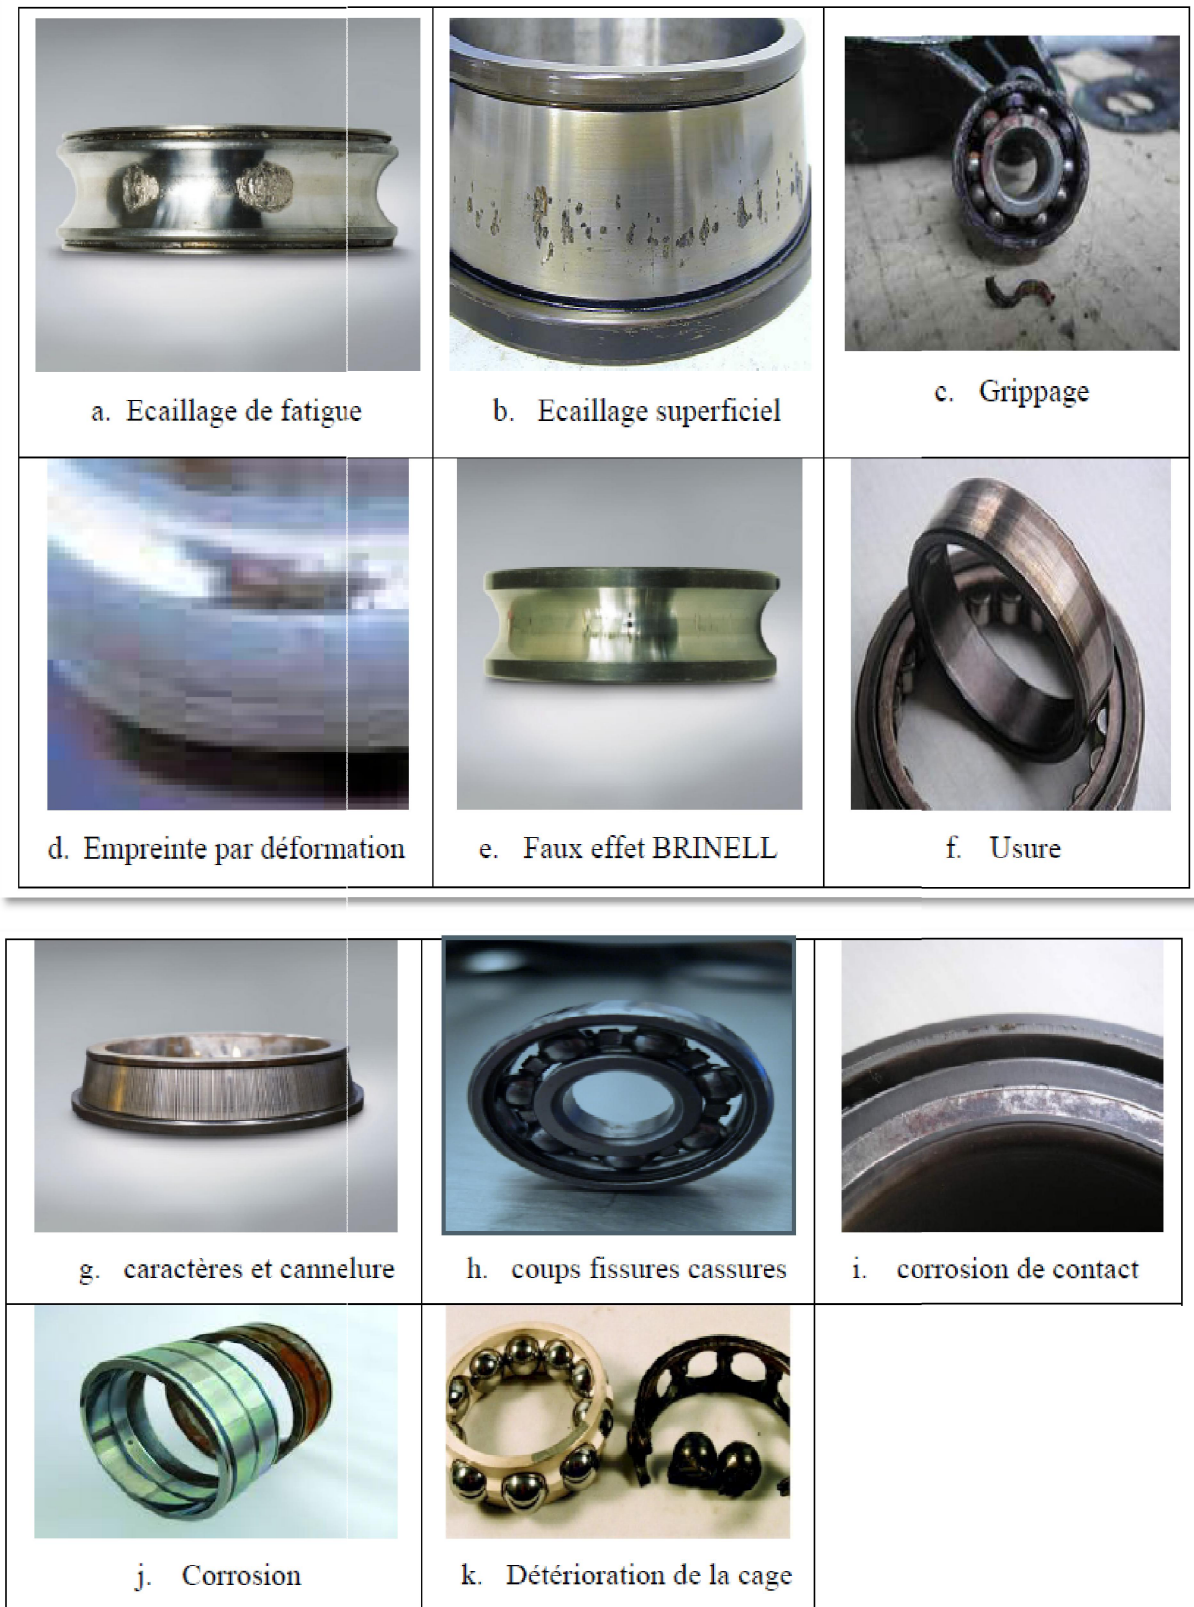 a. Ecaillage de fatigue
b. Ecaillage superficiel
c. Grippage
d. Empreinte par déformation
e. Faux effet BRINELL
f. Usure
g. caractères et cannelure
h. coups fissures cassures
i. corrosion de contact
j. Corrosion
k. Détérioration de la cage